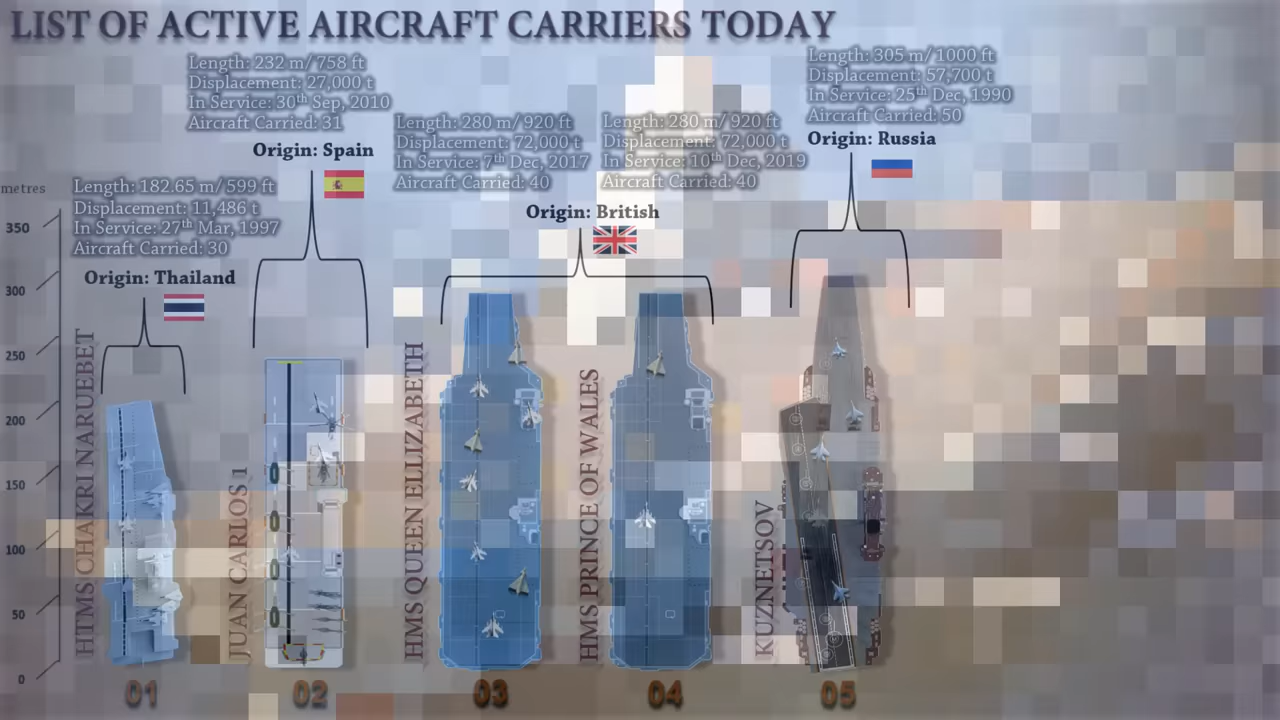 LIST OF ACTIVE AIRCRAFT CARRIERS TODAY
Length: 182.65 m/599 ft
Displacement: 11,486 t
In Service: 27th Mar, 1997
Aircraft Carried: 30
Origin: Thailand
HTMS CHAKRI NARUEBET
01
Length: 232 m/758 ft
Displacement: 27,000 t
In Service: 30th Sep, 2010
Aircraft Carried: 31
Origin: Spain
JUAN CARLOS 1
02
Length: 280 m/920 ft
Displacement: 72,000 t
In Service: 7th Dec, 2017
Aircraft Carried: 40
Length: 280 m/920 ft
Displacement: 72,000 t
In Service: 10th Dec, 2019
Aircraft Carried: 40
Origin: British
HMS QUEEN ELLIZABETH
03
HMS PRINCE OF WALES
04
Length: 305 m/1000 ft
Displacement: 57,700 t
In Service: 25th Dec, 1990
Aircraft Carried: 50
Origin: Russia
KUZNETSOV
05
metres
350
300
250
200
150
100
50
0